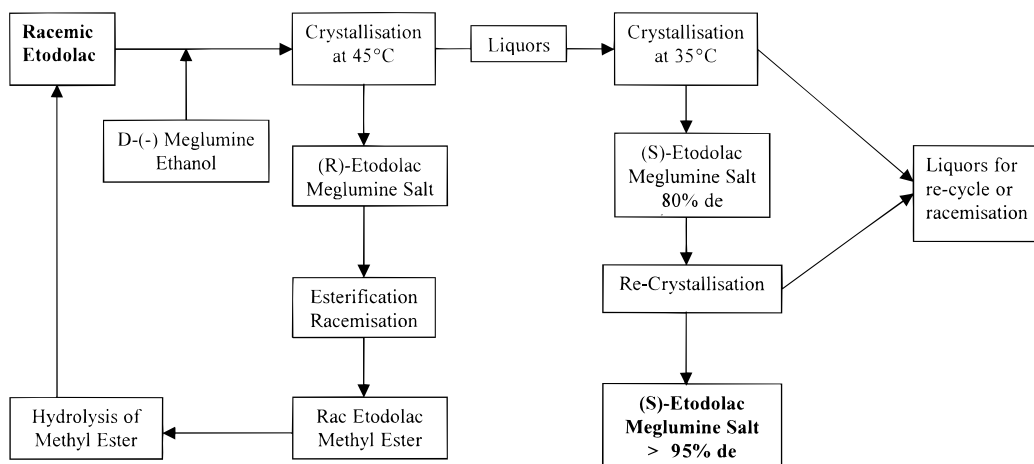 Racemic
Etodolac
Crystallisation
at 45°C
Liquors
Crystallisation
at 35°C
D-(-) Meglumine
Ethanol
(R)-Etodolac
Meglumine Salt
(S)-Etodolac
Meglumine Salt
80% de
Liquors for
re-cycle or
racemisation
Esterification
Racemisation
Re-Crystallisation
Hydrolysis of
Methyl Ester
Rac Etodolac
Methyl Ester
(S)-Etodolac
Meglumine Salt
> 95% de